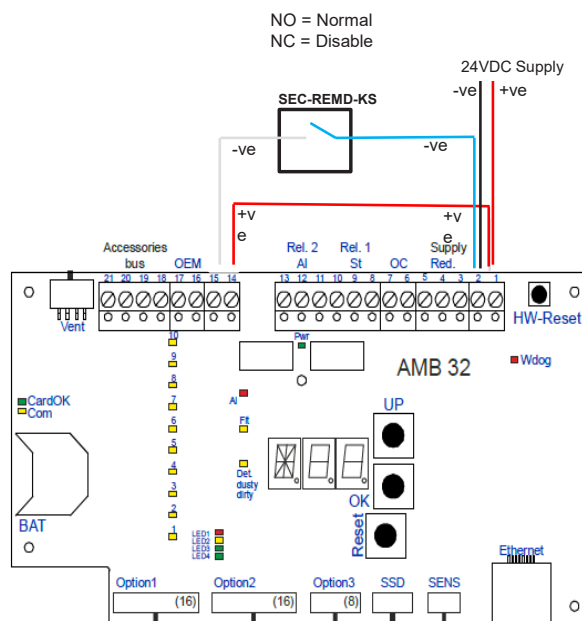 NO = Normal
NC = Disable
24VDC Supply
-ve +ve
SEC-REMD-KS
-ve -ve
+v
e
+v
e
Accessories
bus OEM
Rel. 2
Al
Rel. 1
St
OC
Supply
Red.
21 20 19 18 17 16 15 14
13 12 11 10 9 8 7 6 5 4 3 2 1
Vent
HW-Reset
10
9
8
7
6
5
4
3
2
1
Pwr
AMB 32
Wdog
CardOK
Com
Al
Flt
Det.
dusty
dirty
UP
OK
Reset
BAT
LED1
LED2
LED3
LED4
Ethernet
Option1 Option2 Option3 SSD SENS
(16) (16) (8)